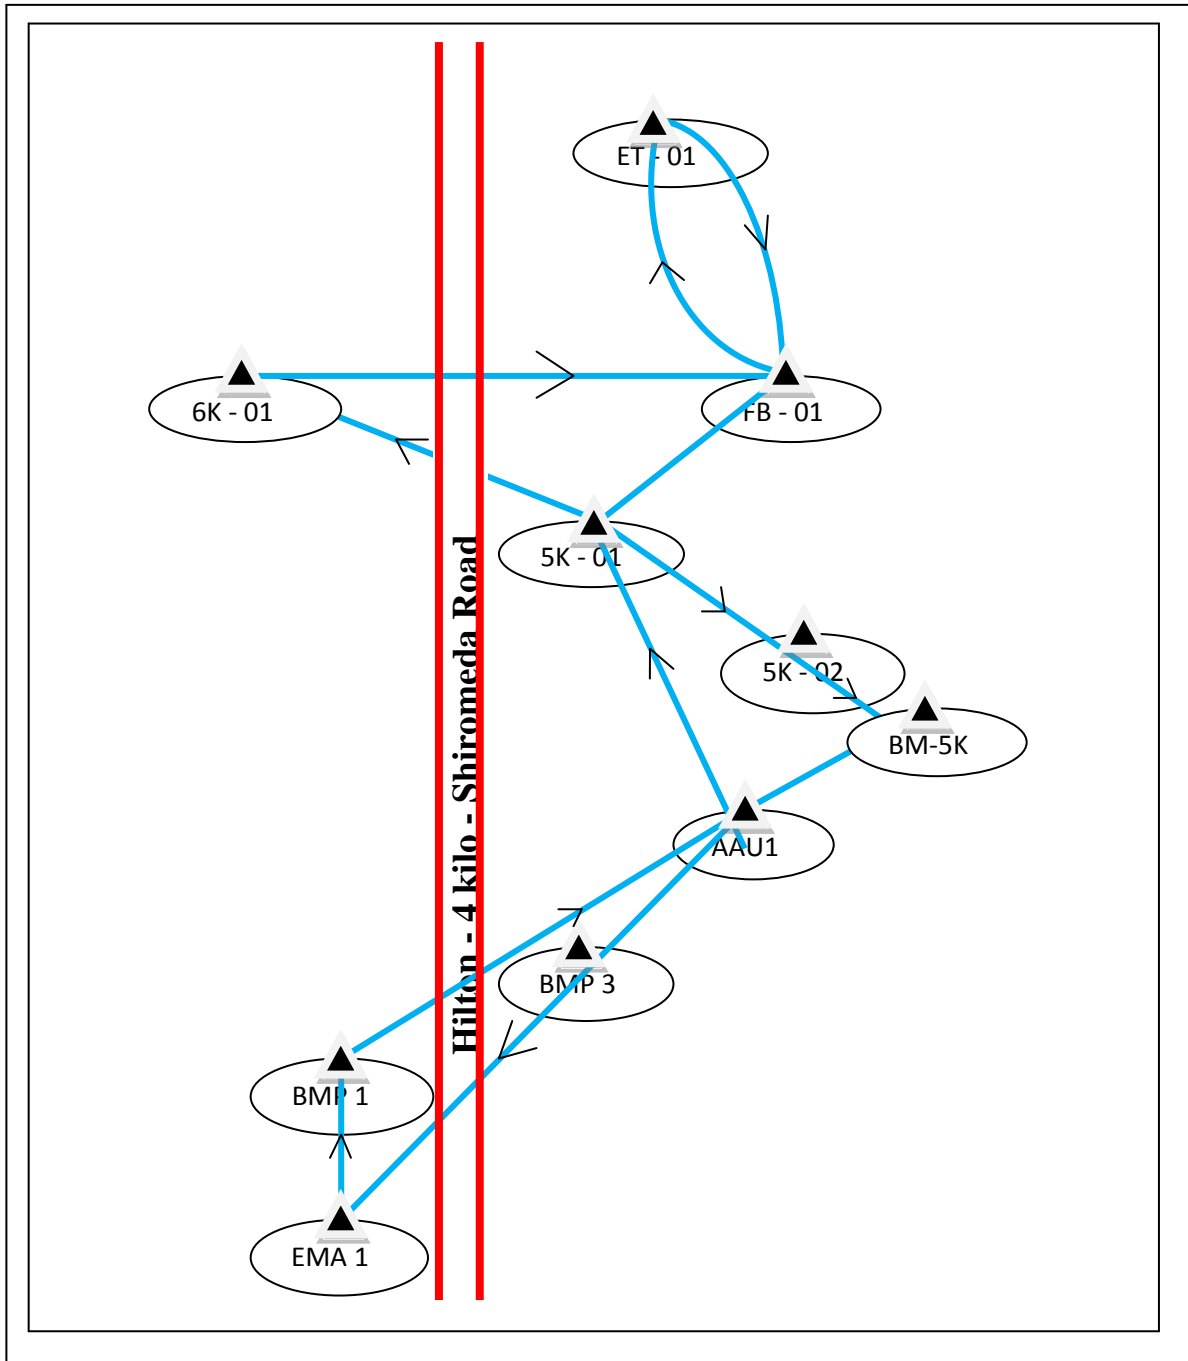 ET - 01
6K - 01
FB - 01
5K - 01
Hilton - 4 kilo - Shiromeda Road
5K - 02
BM-5K
AAU1
BMP 3
BMP 1
EMA 1